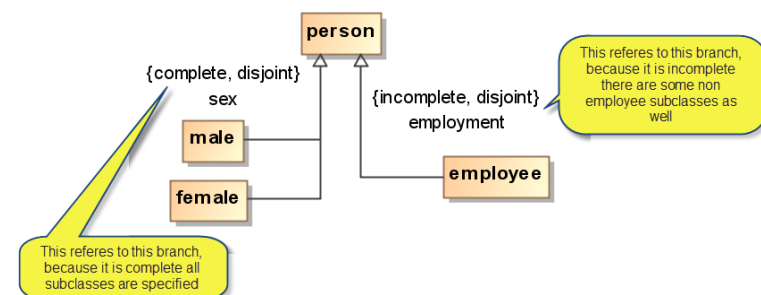 person
This referes to this branch,
because it is incomplete
there are some non
employee subclasses as
well
{complete, disjoint}
sex
{incomplete, disjoint}
employment
male
employee
female
This referes to this branch,
because it is complete all
subclasses are specified